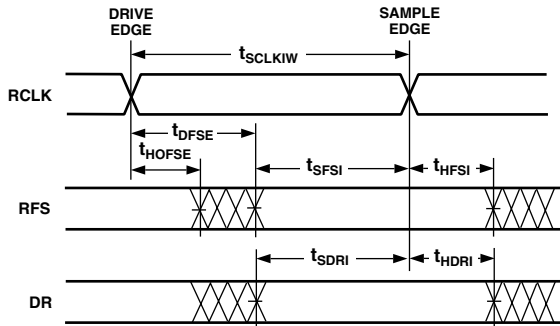 DRIVE EDGE
SAMPLE EDGE
tSCLKIW
RCLK
tDFSE
tHOFSE
tSFSI
tHFSI
RFS
tSDRI
tHDRI
DR